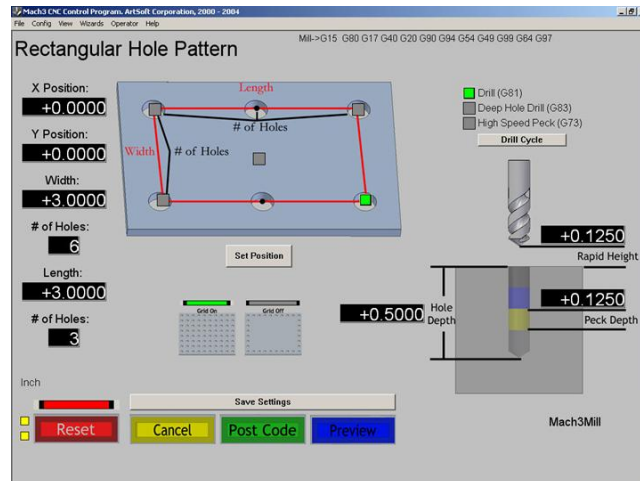 Mach3 CNC Control Program. ArtSoft Corporation, 2000 - 2004
File Config View Wizards Operator Help
Rectangular Hole Pattern
Mill->G15 G80 G17 G40 G20 G90 G94 G54 G49 G99 G64 G97
X Position:
+0.0000
Y Position:
+0.0000
Width:
+3.0000
# of Holes:
6
Length:
+3.0000
# of Holes:
3
Length
# of Holes
Width
# of Holes
Set Position
Grid On
Grid Off
Drill (G81)
Deep Hole Drill (G83)
High Speed Peck (G73)
Drill Cycle
+0.1250
Rapid Height
+0.5000
Hole
Depth
+0.1250
Peck Depth
Inch
Save Settings
Reset
Cancel
Post Code
Preview
Mach3Mill